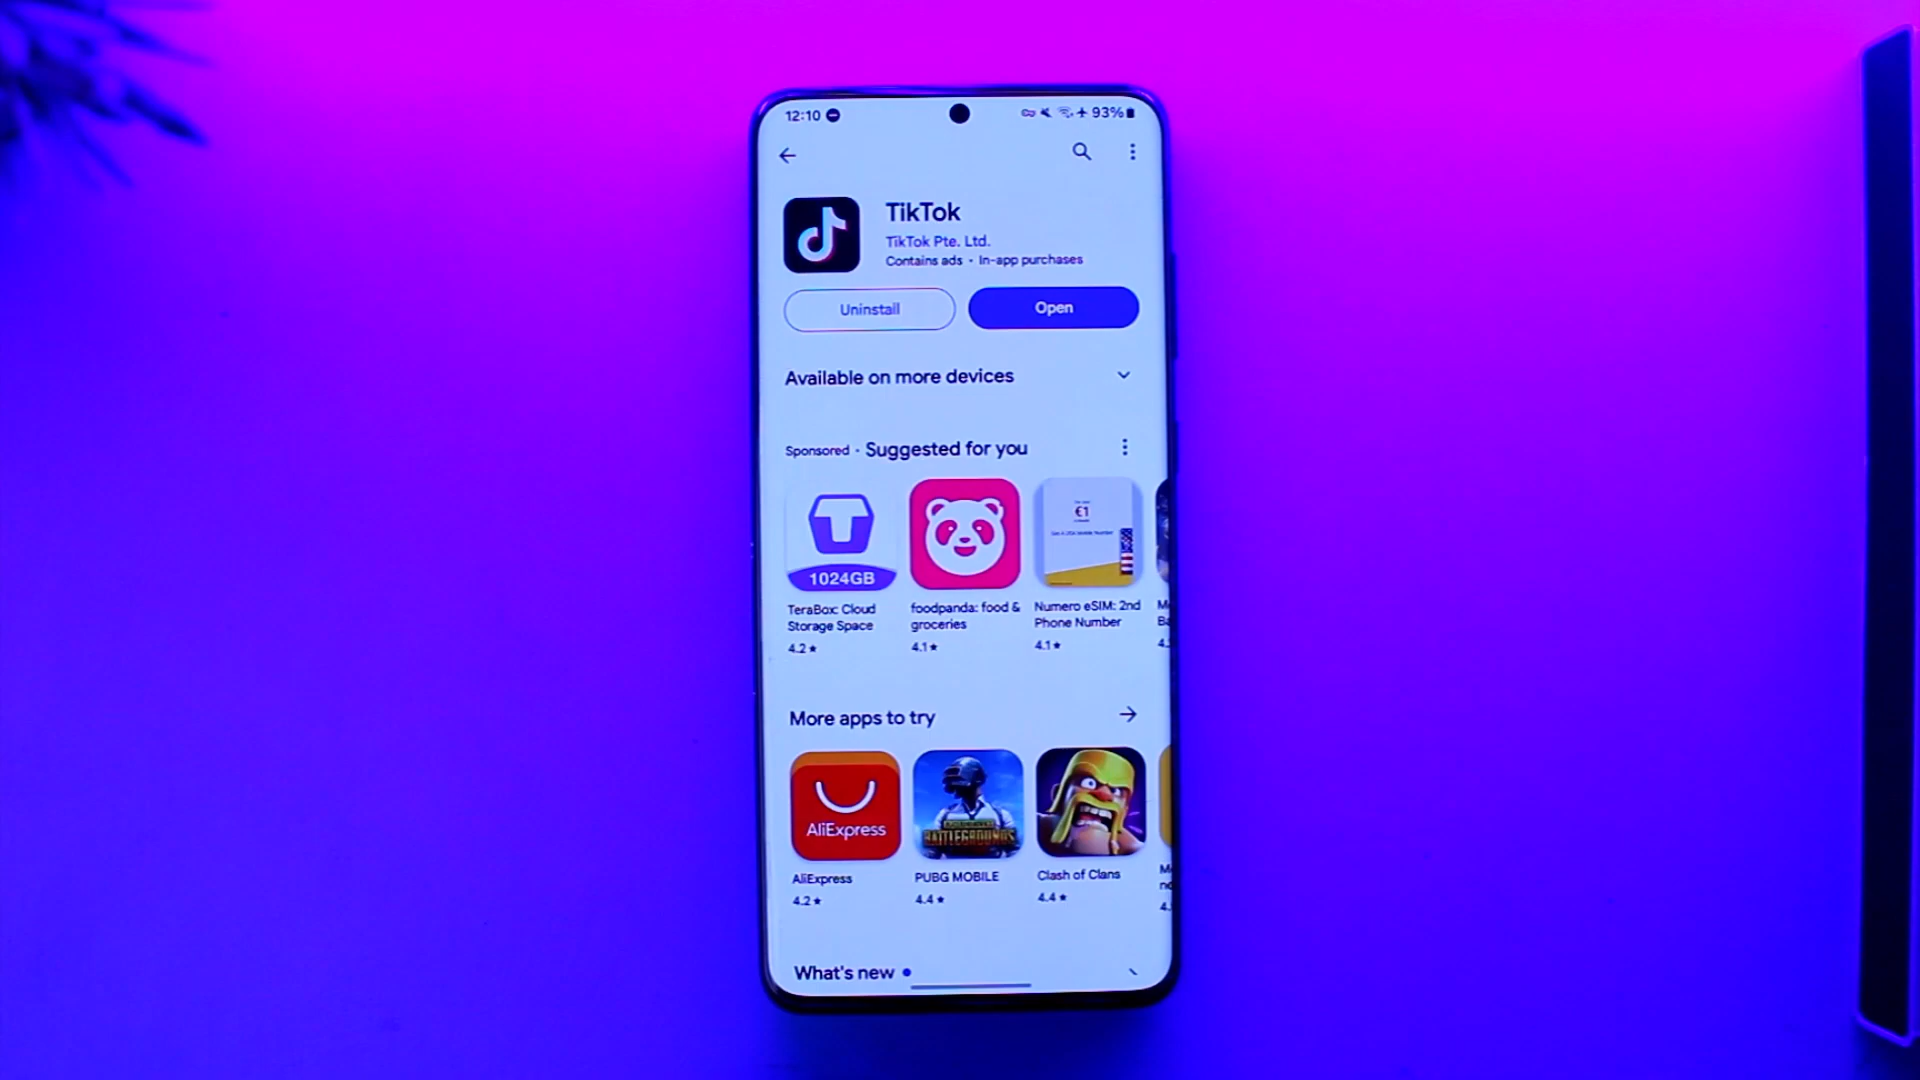 12:10
93%
TikTok
TikTok Pte. Ltd.
Contains ads • In-app purchases
Uninstall
Open
Available on more devices
Sponsored • Suggested for you
€1
1024GB
TeraBox: Cloud
Storage Space
4.2★
foodpanda: food &
groceries
4.1★
Numero eSIM: 2nd
Phone Number
4.1★
More apps to try
AliExpress
BATTLEGROUNDS
AliExpress
4.2★
PUBG MOBILE
4.4★
Clash of Clans
4.4★
What's new